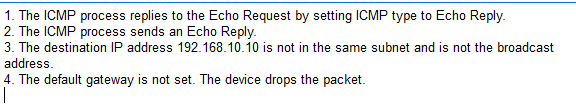 1. The ICMP process replies to the Echo Request by setting ICMP type to Echo Reply.
2. The ICMP process sends an Echo Reply.
3. The destination IP address 192.168.10.10 is not in the same subnet and is not the broadcast
address.
4. The default gateway is not set. The device drops the packet.